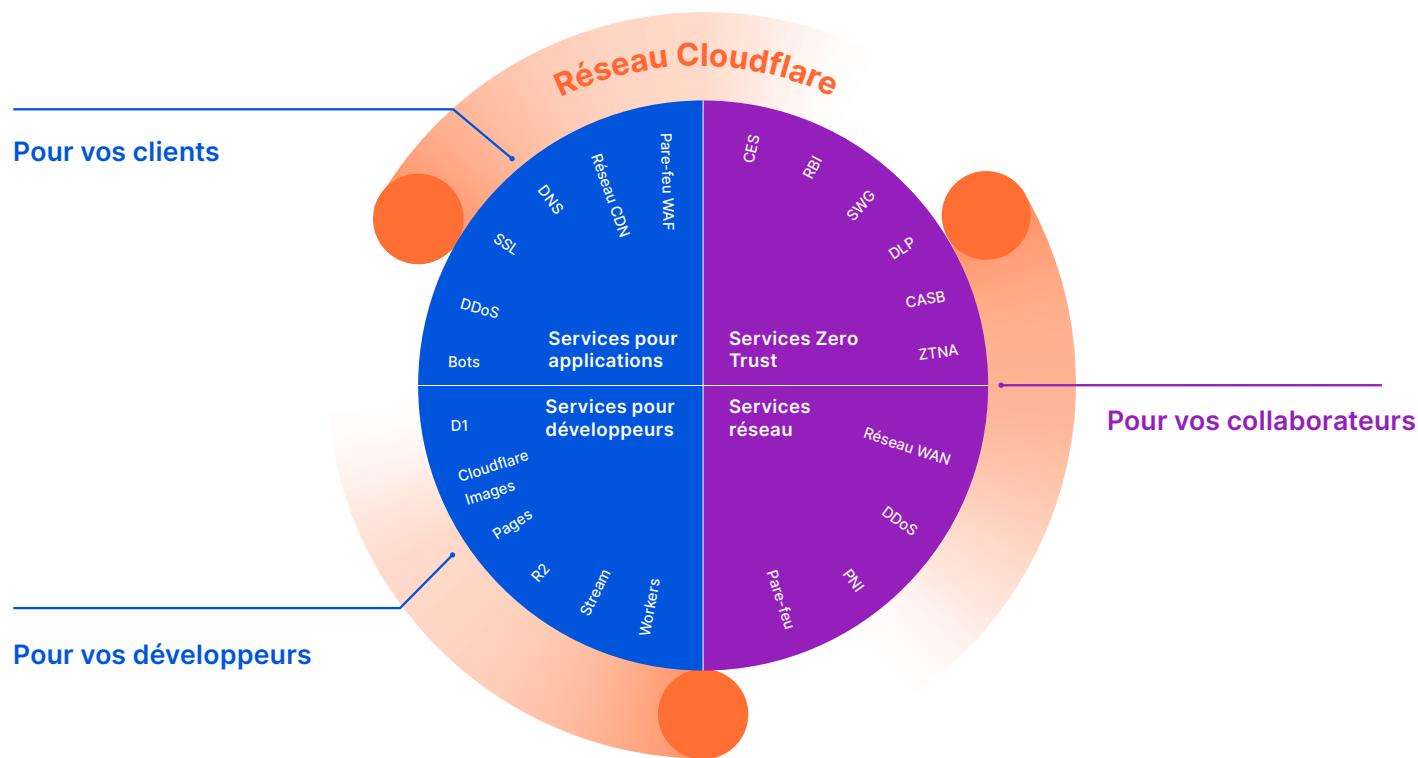 Réseau Cloudflare
Pour vos clients
Pare-feu WAF
Réseau CDN
DNS
SSL
DDoS
Bots
Services pour
applications
CES
RBI
SWG
DLP
CASB
ZTNA
Services Zero
Trust
Services pour
développeurs
D1
Cloudflare
Images
Pages
R2
Stream
Workers
Services
réseau
Réseau WAN
DDoS
PNI
Pare-feu
Pour vos collaborateurs
Pour vos développeurs